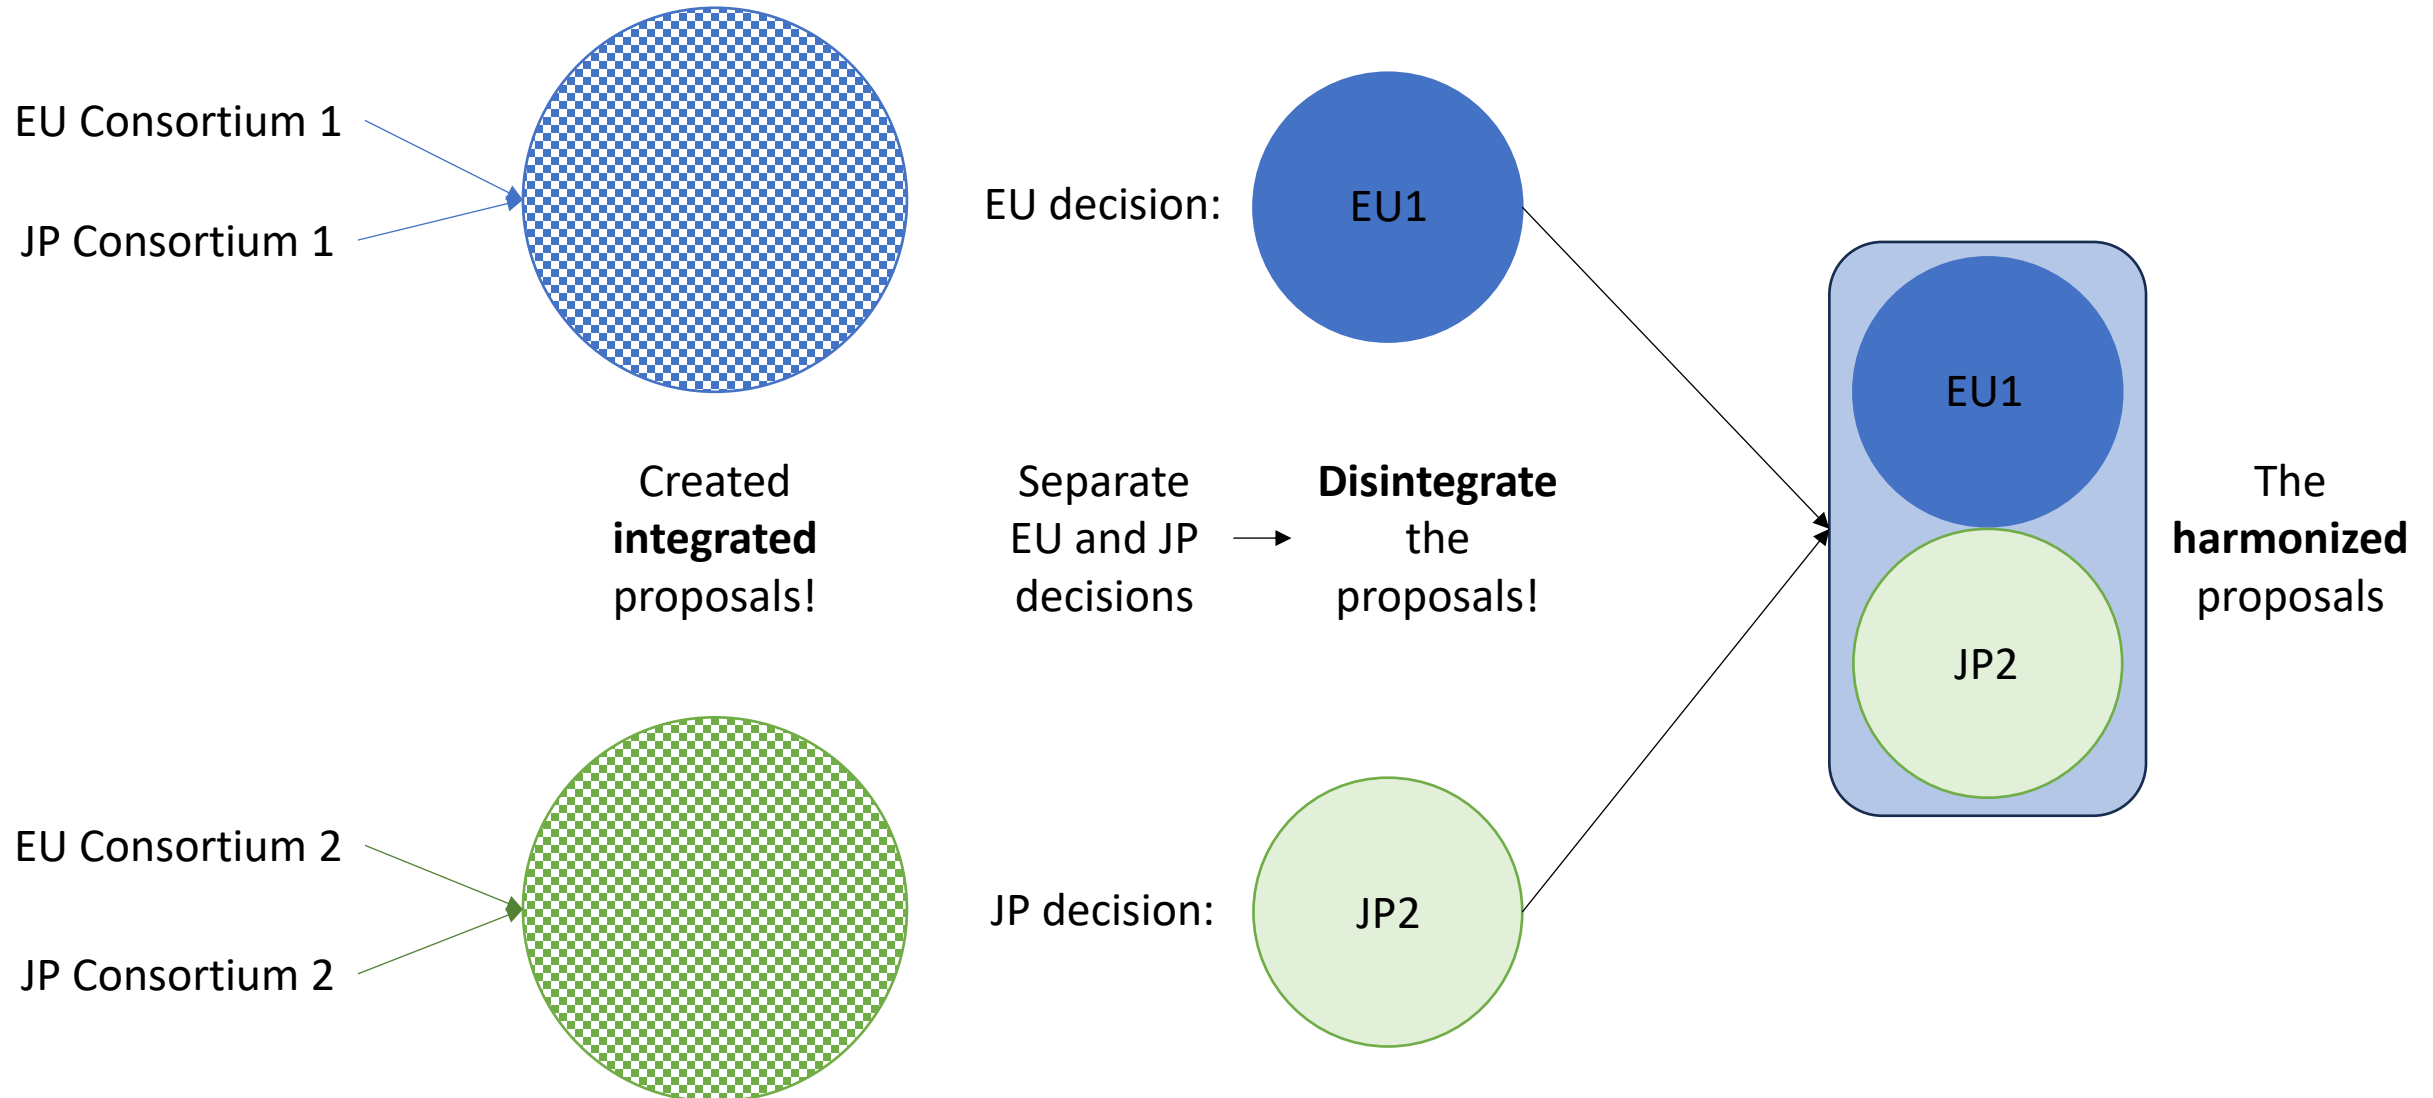 EU Consortium 1
JP Consortium 1
EU decision:
EU1
EU1
Created
integrated
proposals!
Separate
EU and JP
decisions
Disintegrate
the
proposals!
The
harmonized
proposals
JP2
EU Consortium 2
JP Consortium 2
JP decision:
JP2